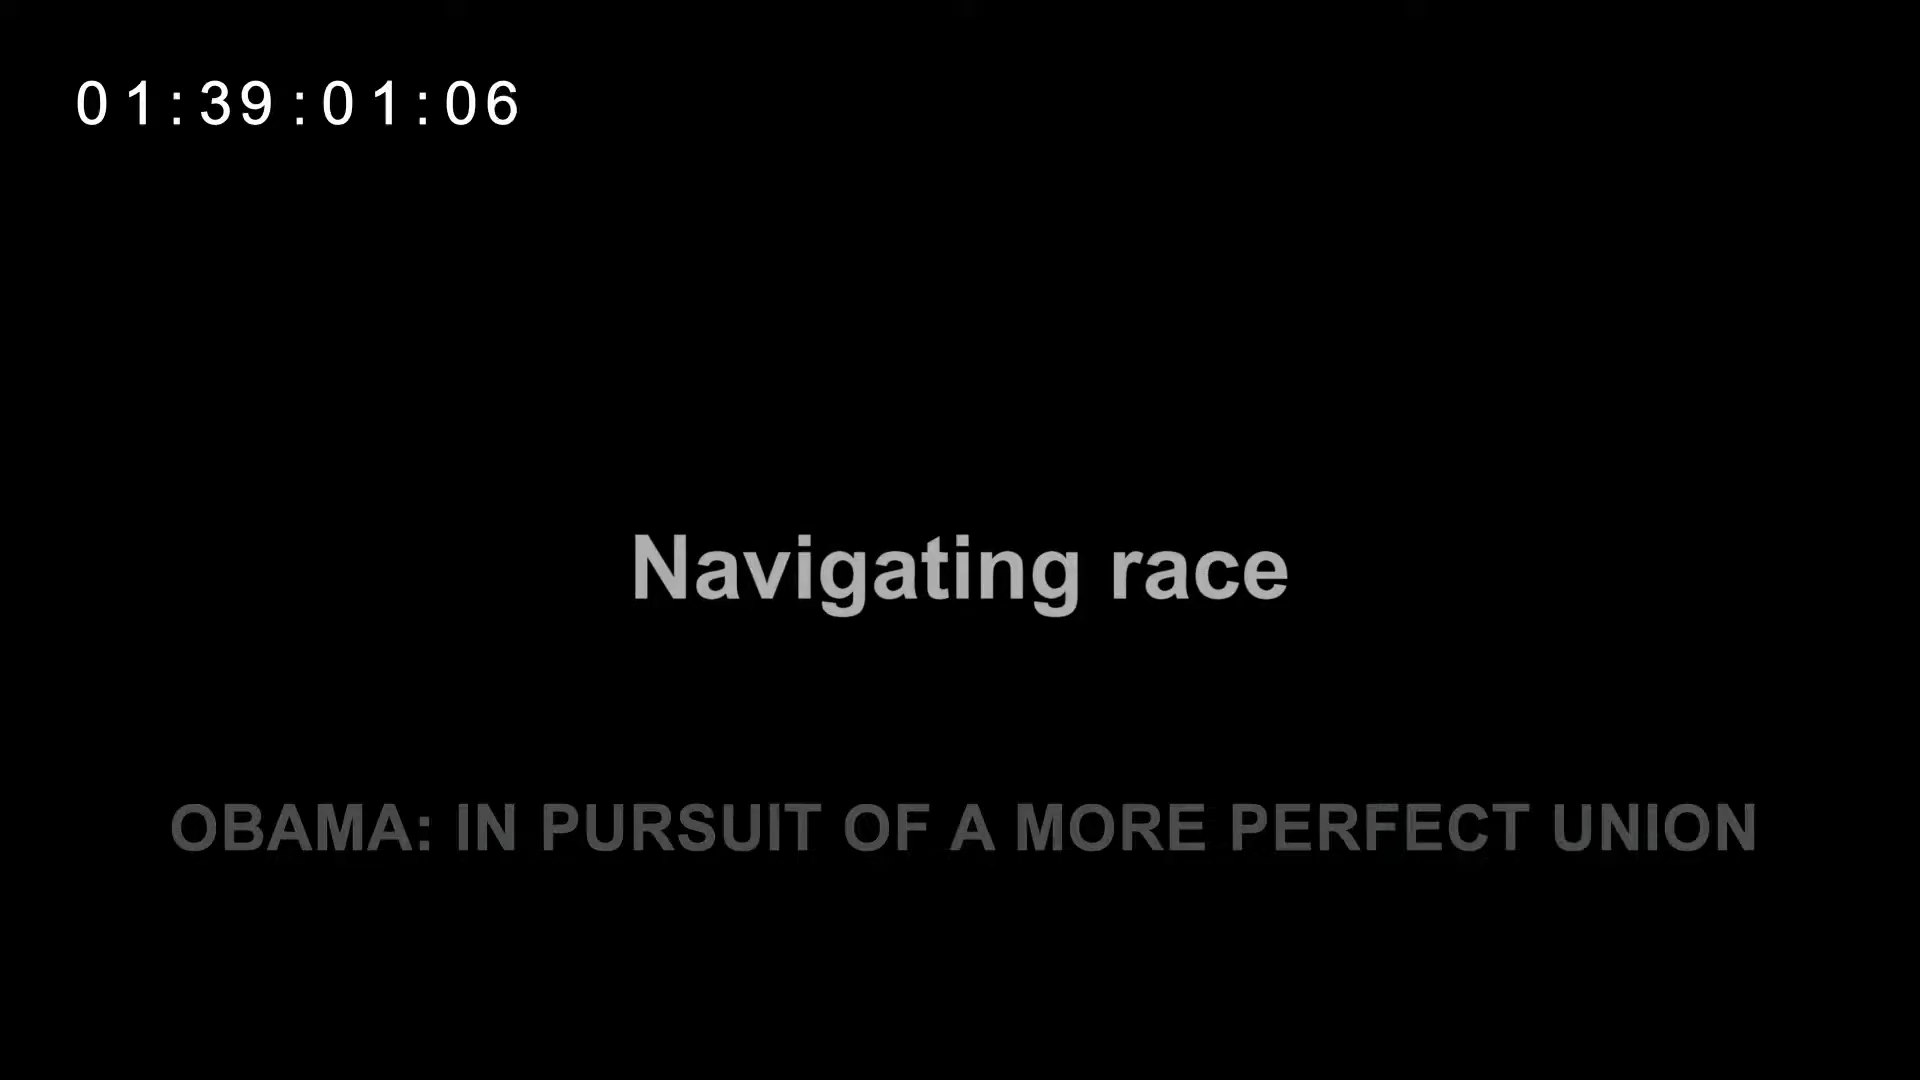 01:39:01:06
Navigating race
OBAMA: IN PURSUIT OF A MORE PERFECT UNION